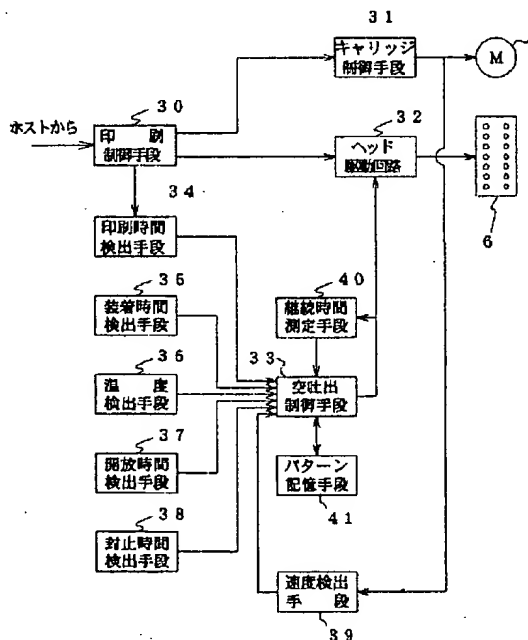 31
キャリッジ
制御手段
M
30
ホストから
印 刷
制御手段
32
ヘッド
駆動回路
6
34
印刷時間
検出手段
35
装着時間
検出手段
40
継続時間
測定手段
33
空吐出
制御手段
36
温 度
検出手段
37
開放時間
検出手段
パターン
記憶手段
41
38
封止時間
検出手段
速度検出
手 段
39